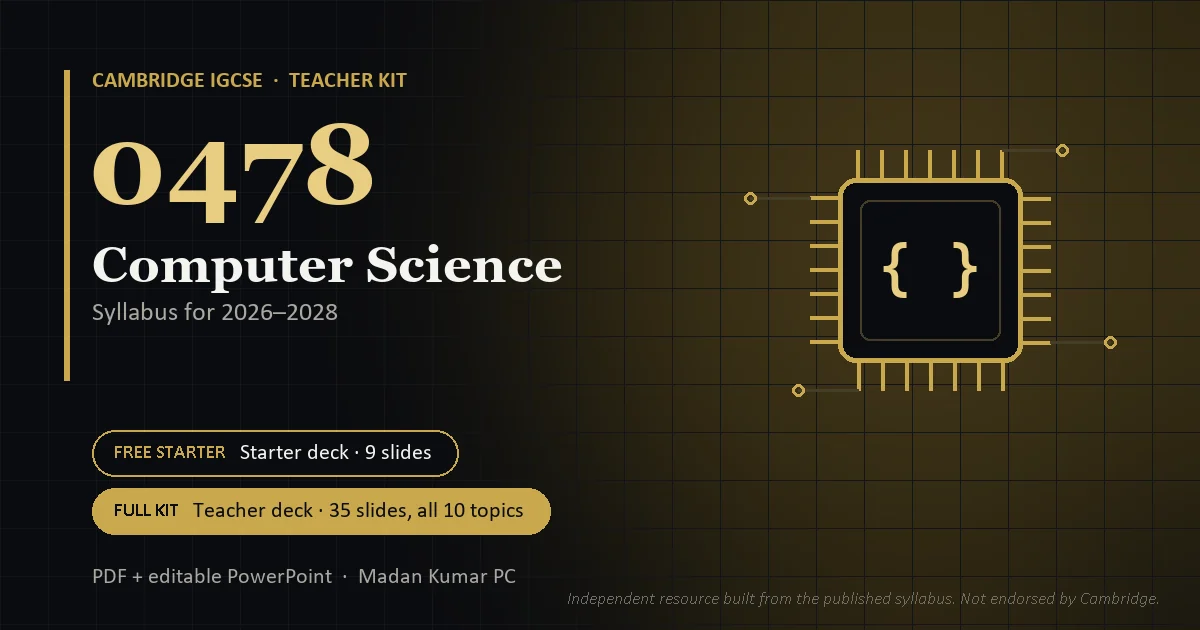 CAMBRIDGE IGCSE · TEACHER KIT
0478
Computer Science
Syllabus for 2026–2028
{ }
FREE STARTER Starter deck · 9 slides
FULL KIT Teacher deck · 35 slides, all 10 topics
PDF + editable PowerPoint · Madan Kumar PC
Independent resource built from the published syllabus. Not endorsed by Cambridge.